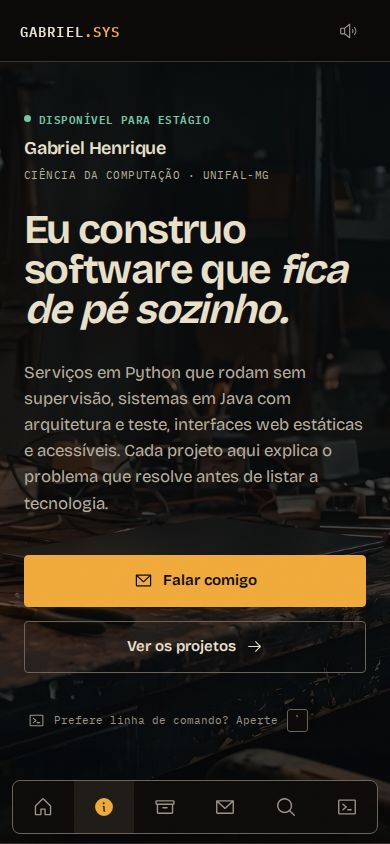 GABRIEL.SYS
DISPONÍVEL PARA ESTÁGIO
Gabriel Henrique
CIÊNCIA DA COMPUTAÇÃO · UNIFAL-MG
Eu construo
software que fica
de pé sozinho.
Serviços em Python que rodam sem
supervisão, sistemas em Java com
arquitetura e teste, interfaces web estáticas
e acessíveis. Cada projeto aqui explica o
problema que resolve antes de listar a
tecnologia.
Falar comigo
Ver os projetos →
Prefere linha de comando? Aperte `